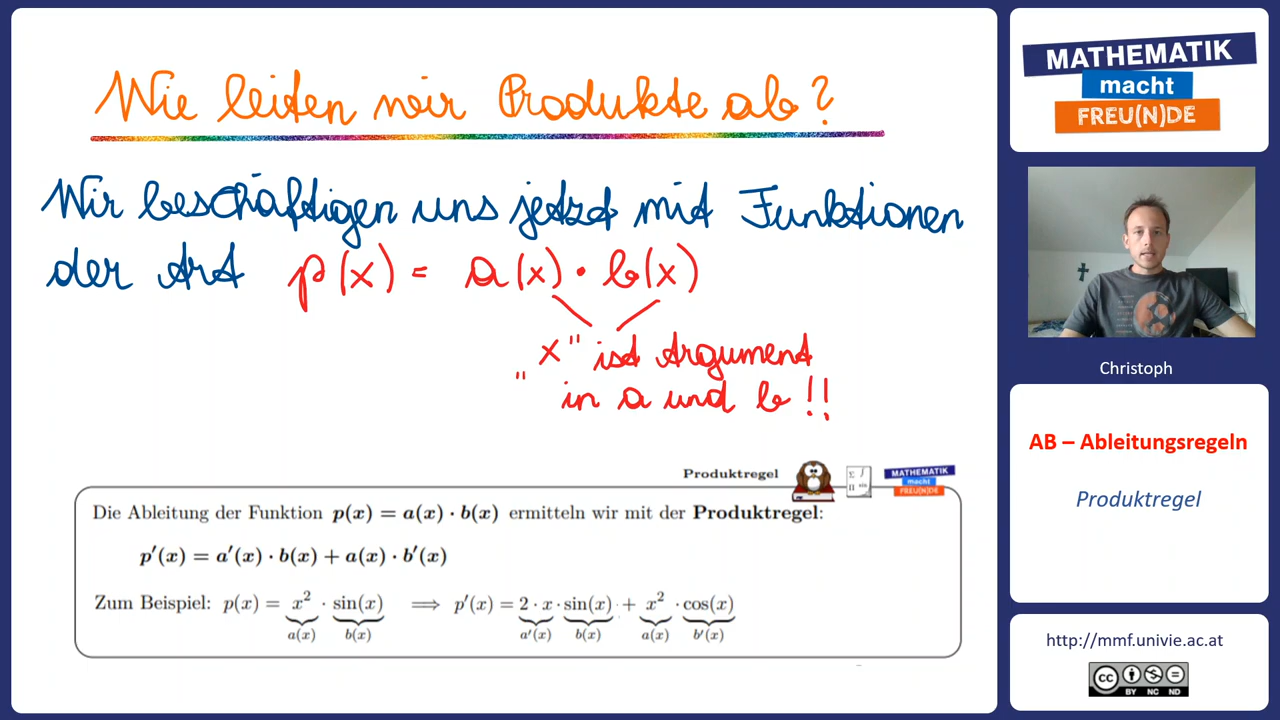 Wie leiten wir Produkte ab?
Wir beschäftigen uns jetzt mit Funktionen
der Art p(x) = a(x) · b(x)
"x" ist Argument
in a und b !!
Produktregel
MATHEMATIK
macht
FREU(N)DE
Die Ableitung der Funktion p(x) = a(x) · b(x) ermitteln wir mit der Produktregel:
p′(x) = a′(x) · b(x) + a(x) · b′(x)
Zum Beispiel: p(x) = x² · sin(x) ⟹ p′(x) = 2 · x · sin(x) + x² · cos(x)
a(x) b(x) a′(x) b(x) a(x) b′(x)
MATHEMATIK
macht
FREU(N)DE
Christoph
AB – Ableitungsregeln
Produktregel
http://mmf.univie.ac.at
cc
BY NC ND